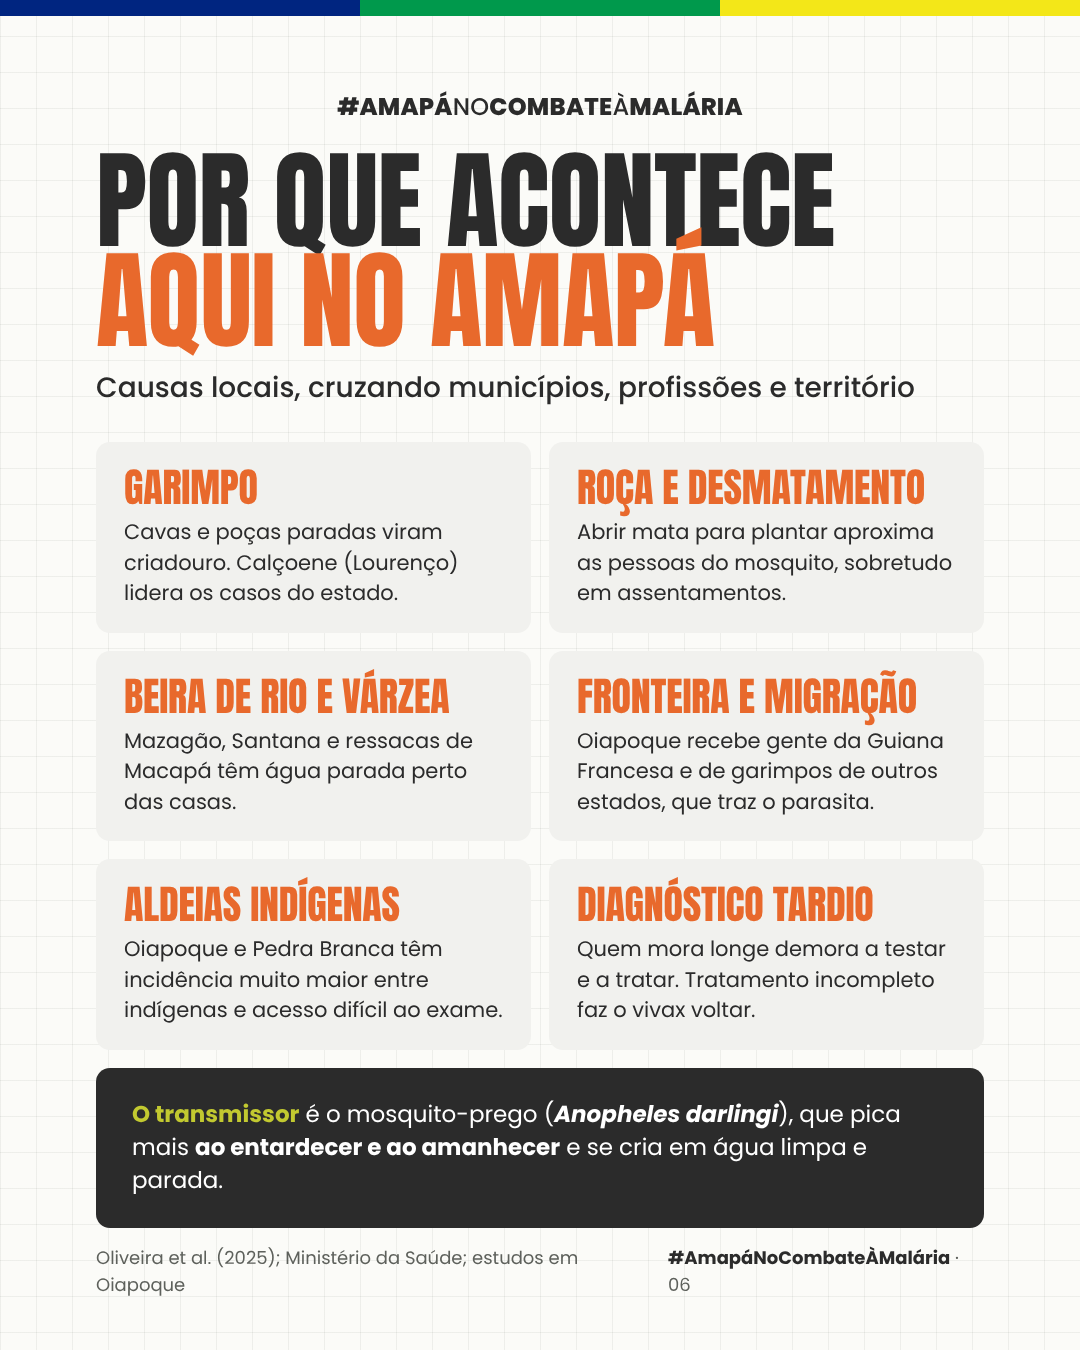 #AMAPÁNOCOMBATEÀMALÁRIA
POR QUE ACONTECE
AQUI NO AMAPÁ
Causas locais, cruzando municípios, profissões e território
GARIMPO
Cavas e poças paradas viram
criadouro. Calçoene (Lourenço)
lidera os casos do estado.
ROÇA E DESMATAMENTO
Abrir mata para plantar aproxima
as pessoas do mosquito, sobretudo
em assentamentos.
BEIRA DE RIO E VÁRZEA
Mazagão, Santana e ressacas de
Macapá têm água parada perto
das casas.
FRONTEIRA E MIGRAÇÃO
Oiapoque recebe gente da Guiana
Francesa e de garimpos de outros
estados, que traz o parasita.
ALDEIAS INDÍGENAS
Oiapoque e Pedra Branca têm
incidência muito maior entre
indígenas e acesso difícil ao exame.
DIAGNÓSTICO TARDIO
Quem mora longe demora a testar
e a tratar. Tratamento incompleto
faz o vivax voltar.
O transmissor é o mosquito-prego (Anopheles darlingi), que pica
mais ao entardecer e ao amanhecer e se cria em água limpa e
parada.
Oliveira et al. (2025); Ministério da Saúde; estudos em
Oiapoque
#AmapáNoCombateÀMalária ·
06